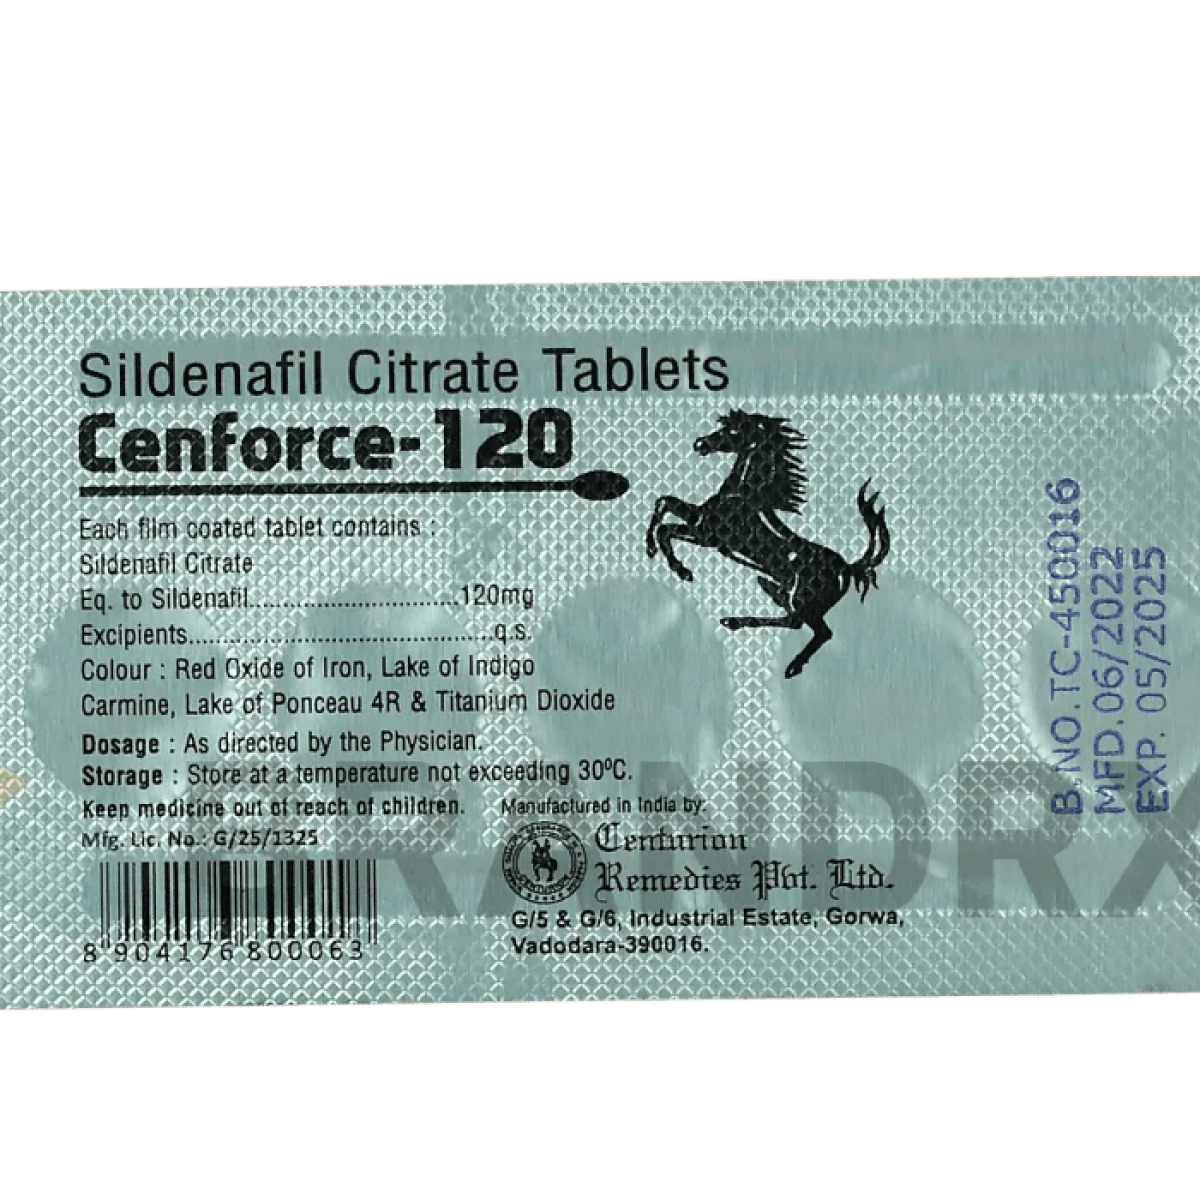 Sildenafil Citrate Tablets
Cenforce-120
Each film coated tablet contains :
Sildenafil Citrate
Eq. to Sildenafil..............................120mg
Excipients............................................q.s.
Colour : Red Oxide of Iron, Lake of Indigo
Carmine, Lake of Ponceau 4R & Titanium Dioxide
Dosage : As directed by the Physician.
Storage : Store at a temperature not exceeding 30ºC.
Keep medicine out of reach of children.
Mfg. Lic. No.: G/25/1325
8 904176 800063
Manufactured in India by:
Centurion
Remedies Pvt. Ltd.
G/5 & G/6, Industrial Estate, Gorwa,
Vadodara-390016.
B.NO.TC-450016
MFD.06/2022
EXP. 05/2025